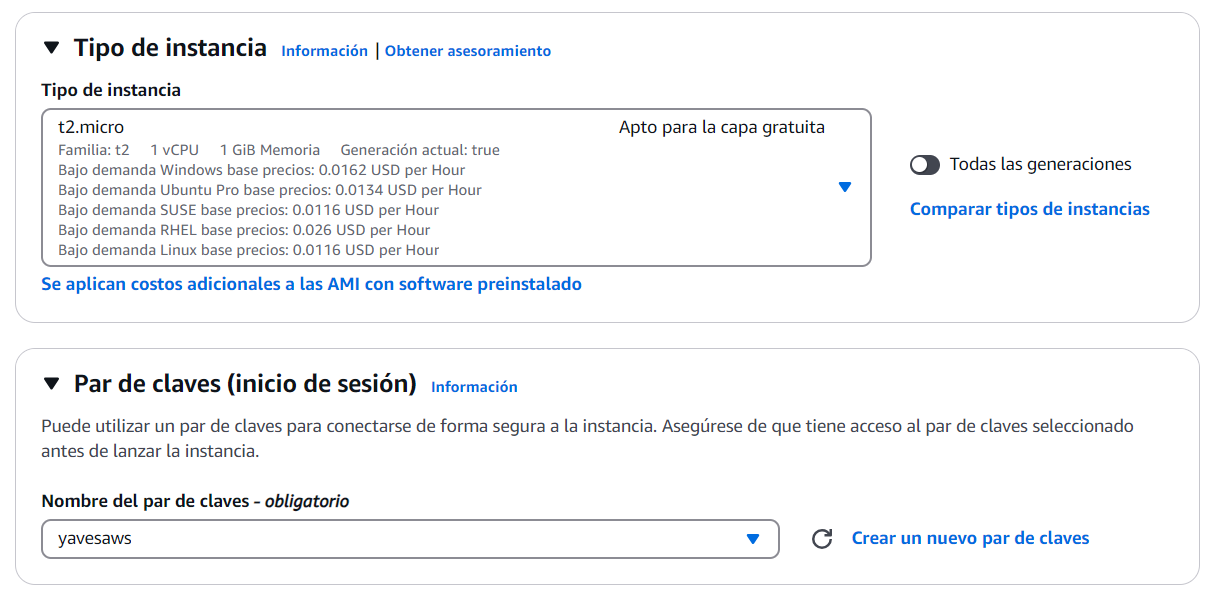 Tipo de instancia Información | Obtener asesoramiento
Tipo de instancia
t2.micro Apto para la capa gratuita
Familia: t2 1 vCPU 1 GiB Memoria Generación actual: true
Bajo demanda Windows base precios: 0.0162 USD per Hour
Bajo demanda Ubuntu Pro base precios: 0.0134 USD per Hour
Bajo demanda SUSE base precios: 0.0116 USD per Hour
Bajo demanda RHEL base precios: 0.026 USD per Hour
Bajo demanda Linux base precios: 0.0116 USD per Hour
Todas las generaciones
Comparar tipos de instancias
Se aplican costos adicionales a las AMI con software preinstalado
Par de claves (inicio de sesión) Información
Puede utilizar un par de claves para conectarse de forma segura a la instancia. Asegúrese de que tiene acceso al par de claves seleccionado
antes de lanzar la instancia.
Nombre del par de claves - obligatorio
yavesaws
Crear un nuevo par de claves